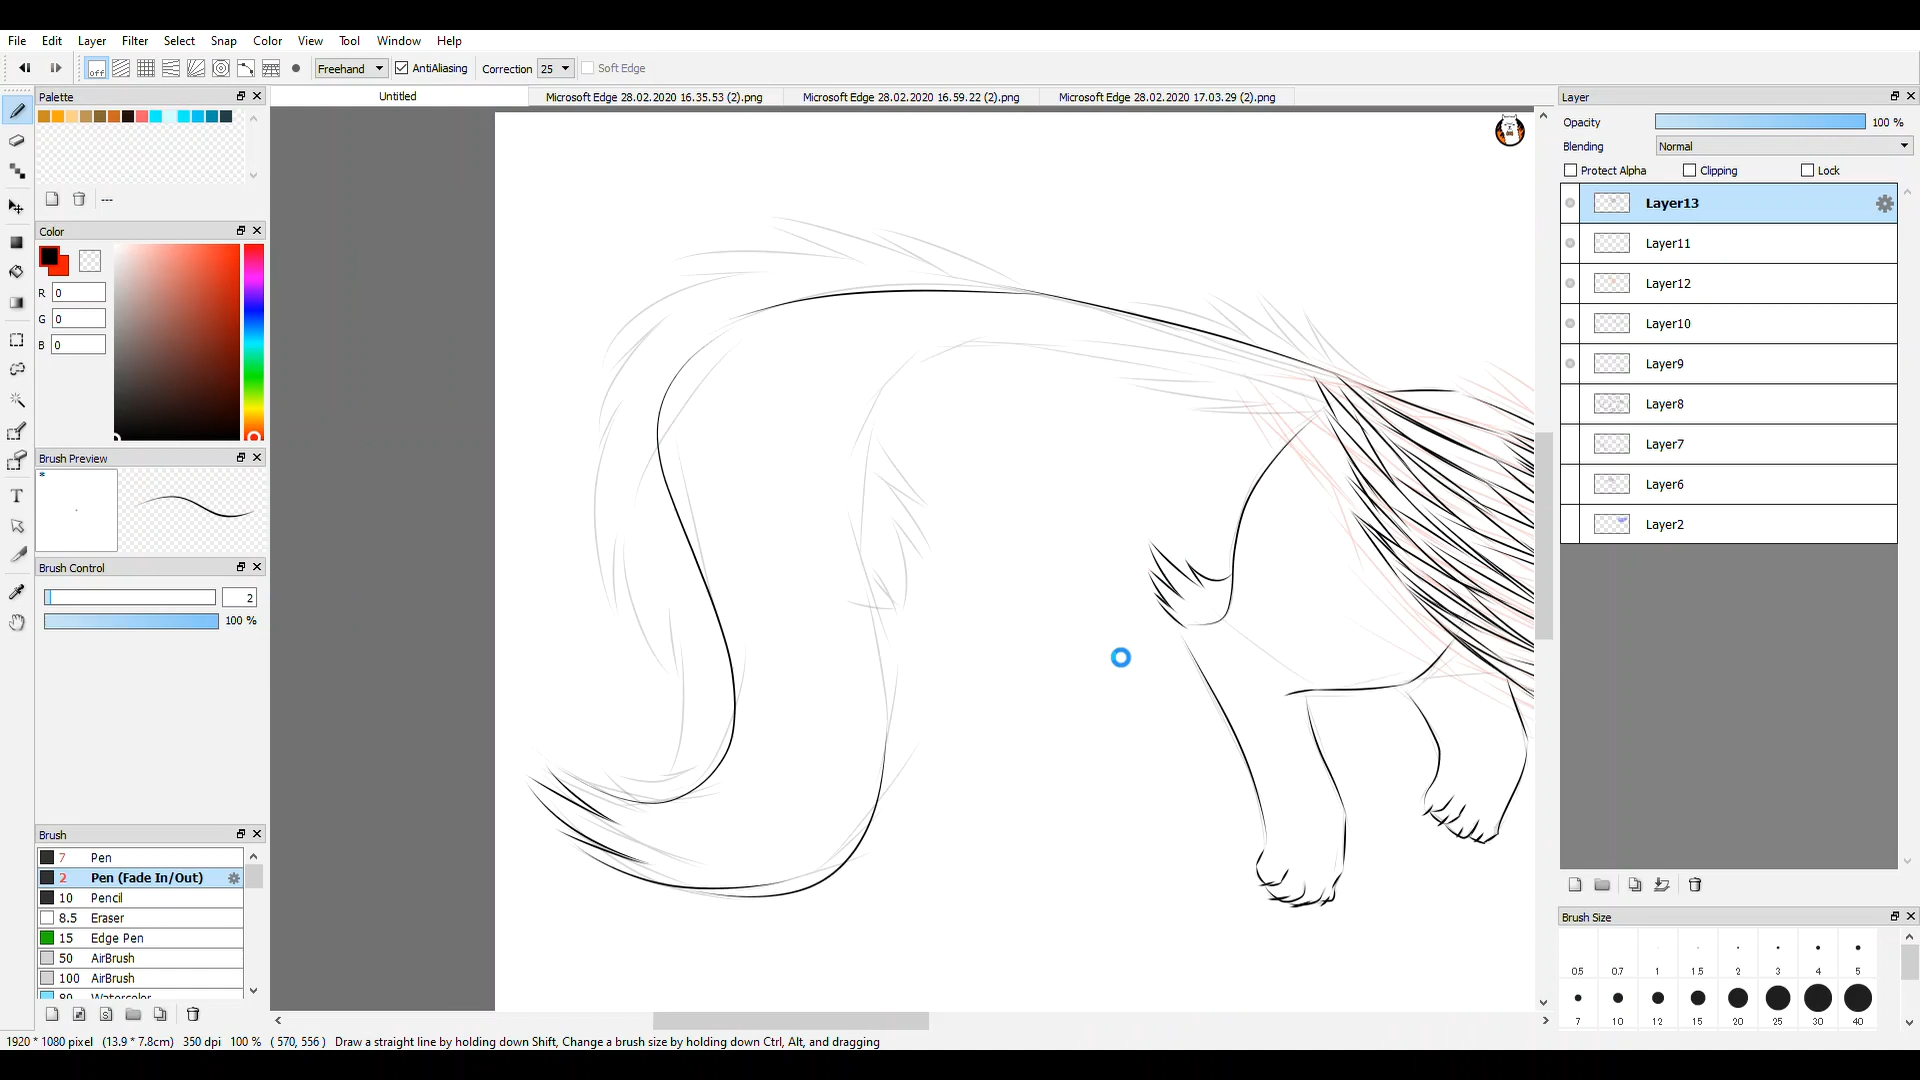 File Edit Layer Filter Select Snap Color View Tool Window Help
off Freehand AntiAliasing Correction 25 Soft Edge
Palette
Untitled
Microsoft Edge 28.02.2020 16.35.53 (2).png
Microsoft Edge 28.02.2020 16.59.22 (2).png
Microsoft Edge 28.02.2020 17.03.29 (2).png
---
Color
R 0
G 0
B 0
Brush Preview
*
Brush Control
2
100 %
Brush
7 Pen
2 Pen (Fade In/Out)
10 Pencil
8.5 Eraser
15 Edge Pen
50 AirBrush
100 AirBrush
80 Watercolor
Layer
Opacity 100 %
Blending Normal
Protect Alpha Clipping Lock
Layer13
Layer11
Layer12
Layer10
Layer9
Layer8
Layer7
Layer6
Layer2
Brush Size
0.5 0.7 1 1.5 2 3 4 5
7 10 12 15 20 25 30 40
1920 * 1080 pixel (13.9 * 7.8cm) 350 dpi 100 % ( 570, 556 ) Draw a straight line by holding down Shift, Change a brush size by holding down Ctrl, Alt, and dragging